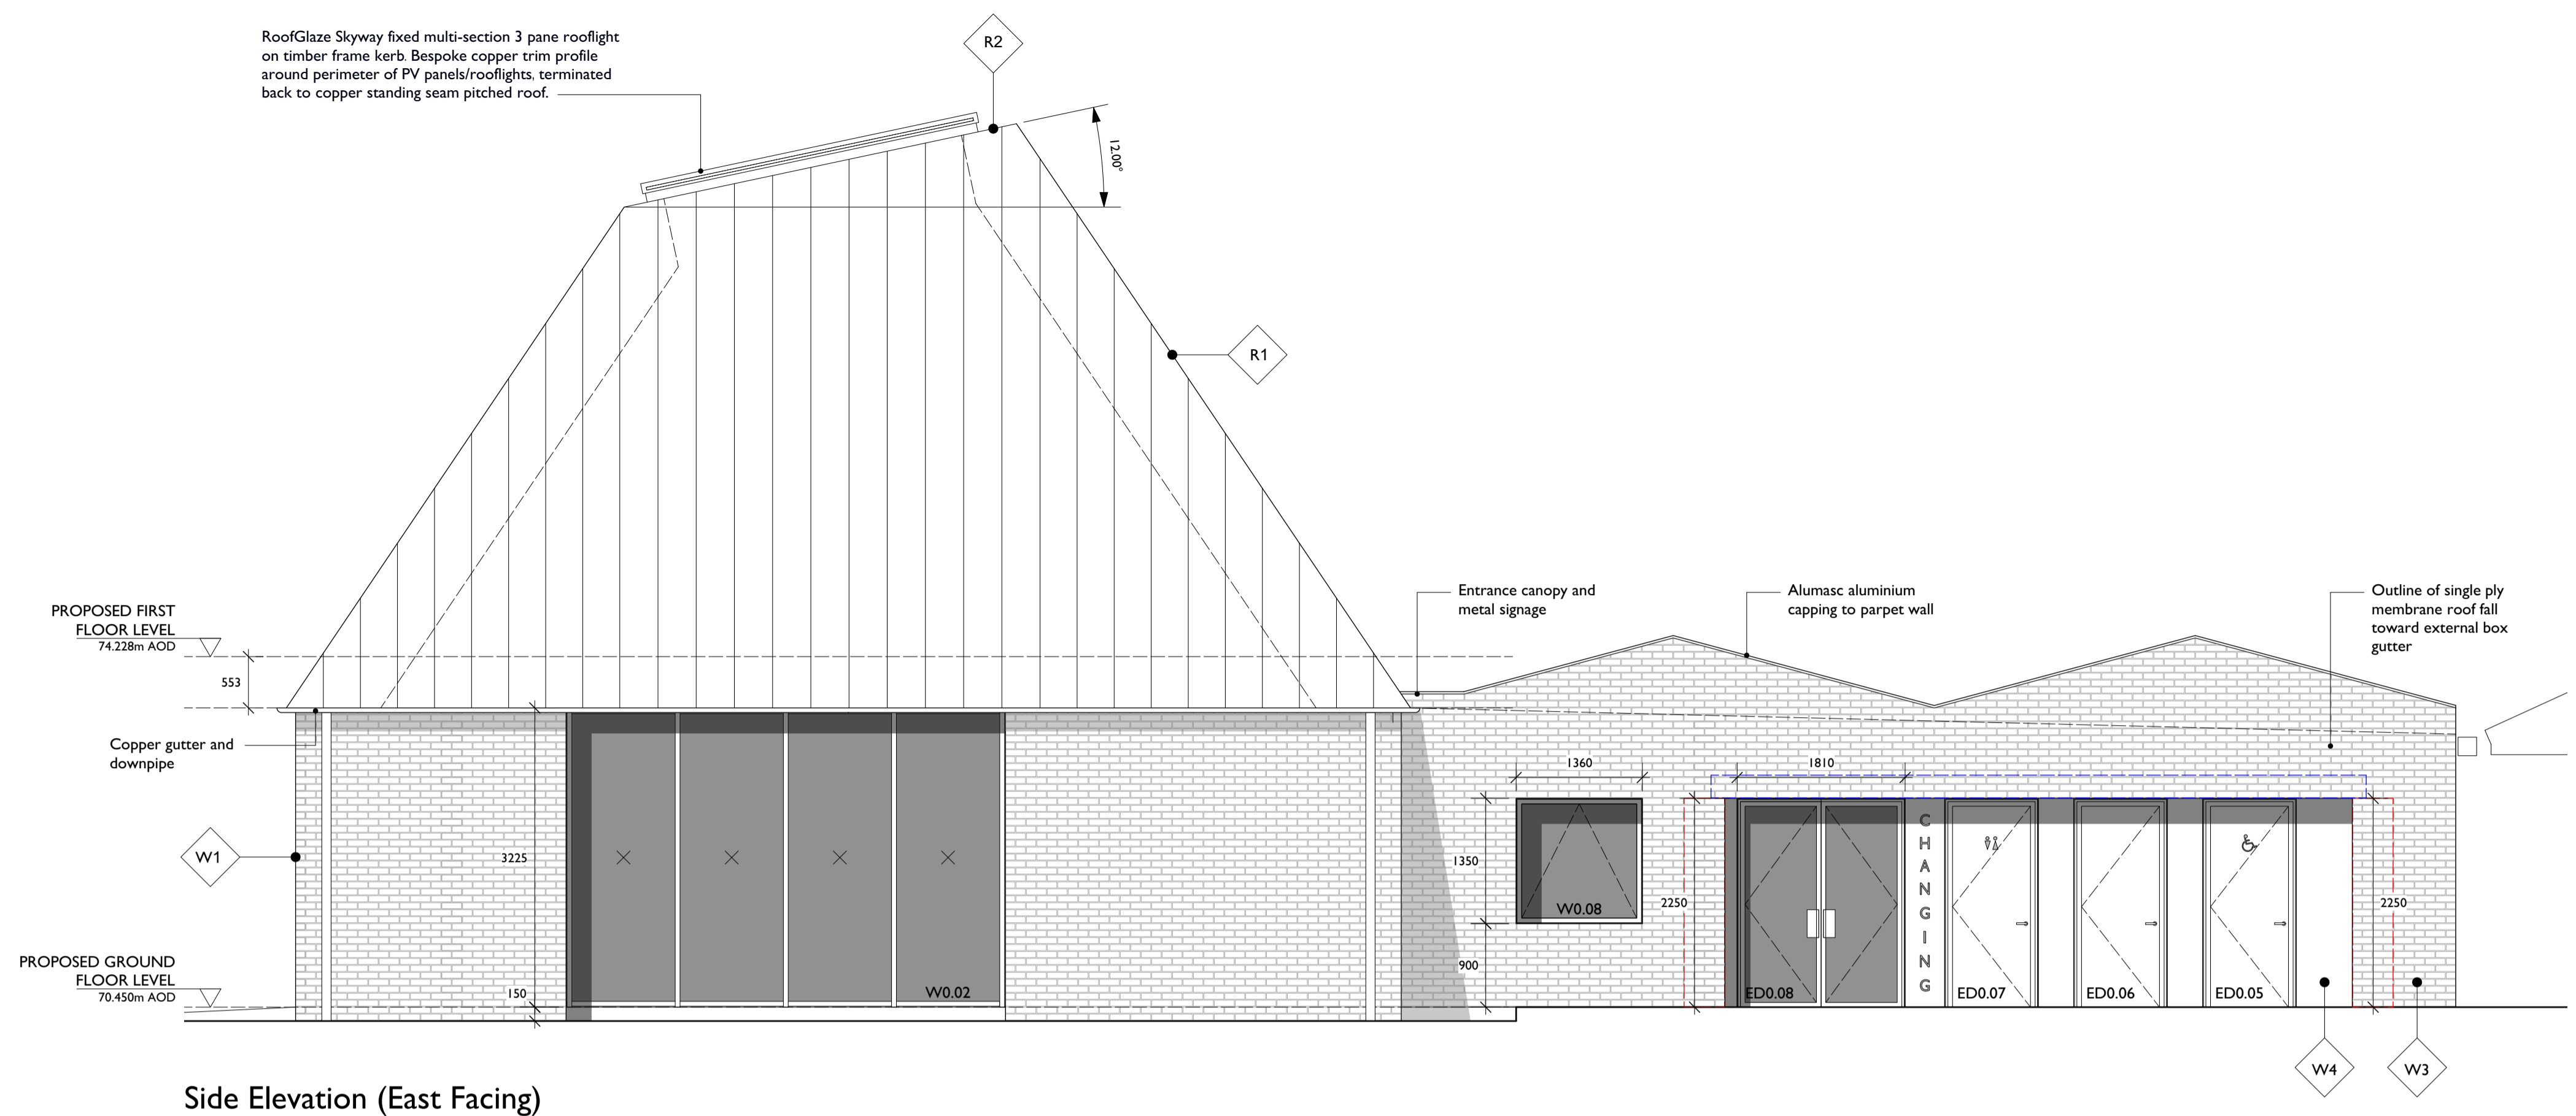 RoofGlaze Skyway fixed multi-section 3 pane rooflight
on timber frame kerb. Bespoke copper trim profile
around perimeter of PV panels/rooflights, terminated
back to copper standing seam pitched roof.
R2
12.00°
R1
PROPOSED FIRST
FLOOR LEVEL
74.228m AOD
553
Entrance canopy and
metal signage
Alumasc aluminium
capping to parpet wall
Outline of single ply
membrane roof fall
toward external box
gutter
Copper gutter and
downpipe
W1
3225
1360
1810
1350
2250
900
W0.08
CHANGING
2250
PROPOSED GROUND
FLOOR LEVEL
70.450m AOD
150
W0.02
ED0.08
ED0.07
ED0.06
ED0.05
W4
W3
Side Elevation (East Facing)